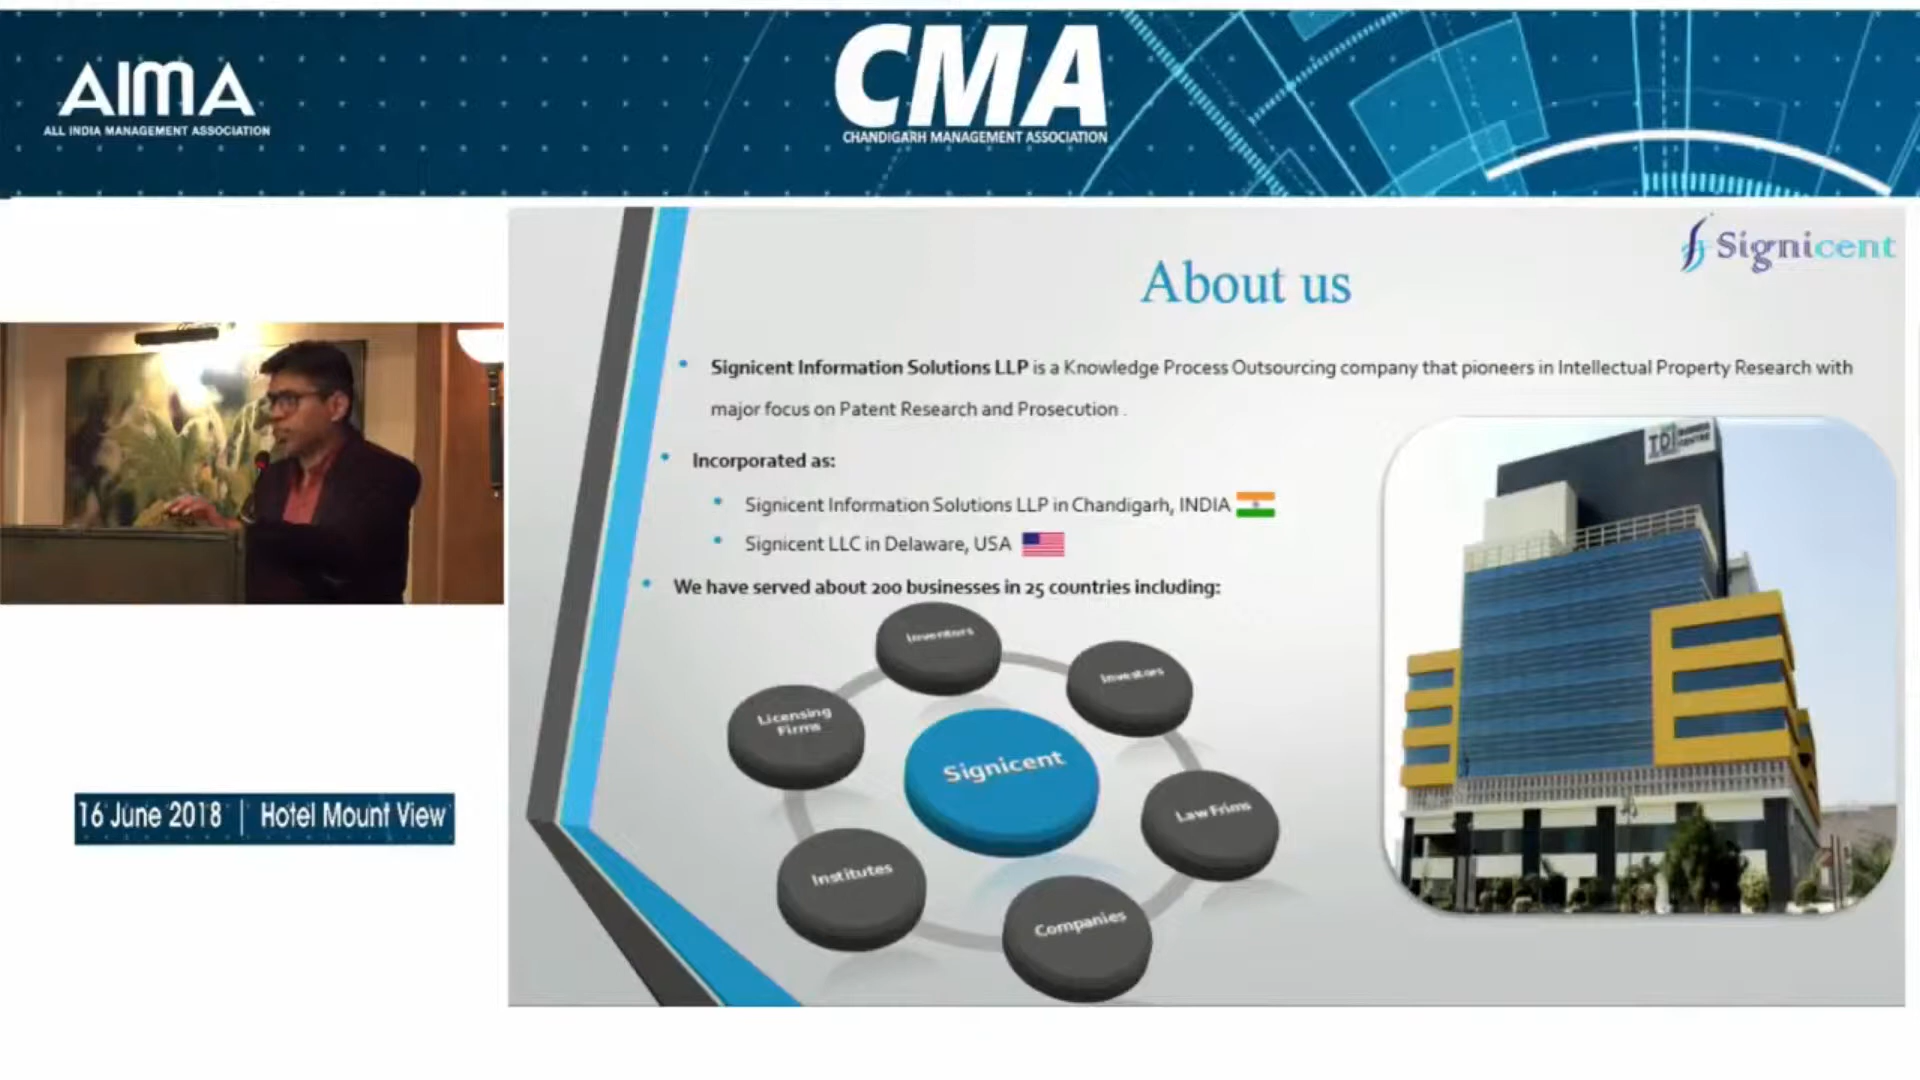 AIMA
ALL INDIA MANAGEMENT ASSOCIATION
CMA
CHANDIGARH MANAGEMENT ASSOCIATION
Signicent
About us
Signicent Information Solutions LLP is a Knowledge Process Outsourcing company that pioneers in Intellectual Property Research with
major focus on Patent Research and Prosecution .
Incorporated as:
Signicent Information Solutions LLP in Chandigarh, INDIA
Signicent LLC in Delaware, USA
We have served about 200 businesses in 25 countries including:
Inventors
Investors
Licensing
Firms
Signicent
Law Frims
Institutes
Companies
TDI BUSINESS
CENTRE
16 June 2018 | Hotel Mount View